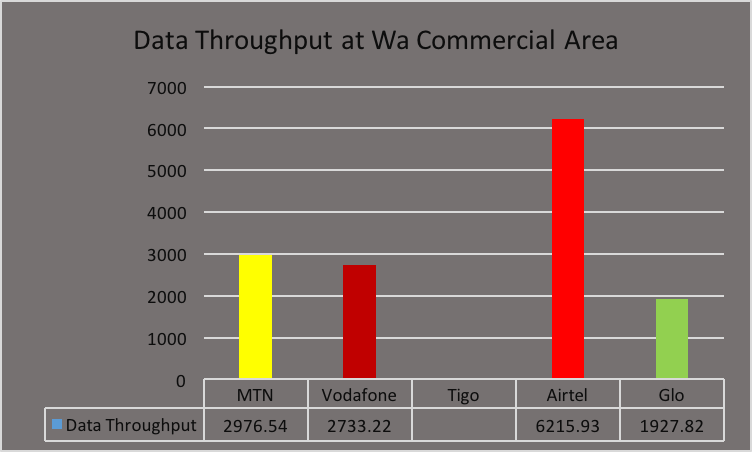 Data Throughput at Wa Commercial Area
7000
6000
5000
4000
3000
2000
1000
0
MTN Vodafone Tigo Airtel Glo
Data Throughput 2976.54 2733.22 6215.93 1927.82